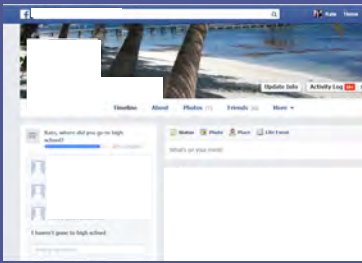 f
Kate Home
Update Info Activity Log
Timeline About Photos Friends More
Kate, where did you go to high
school?
Status Photo Place Life Event
What's on your mind?
I haven't gone to high school